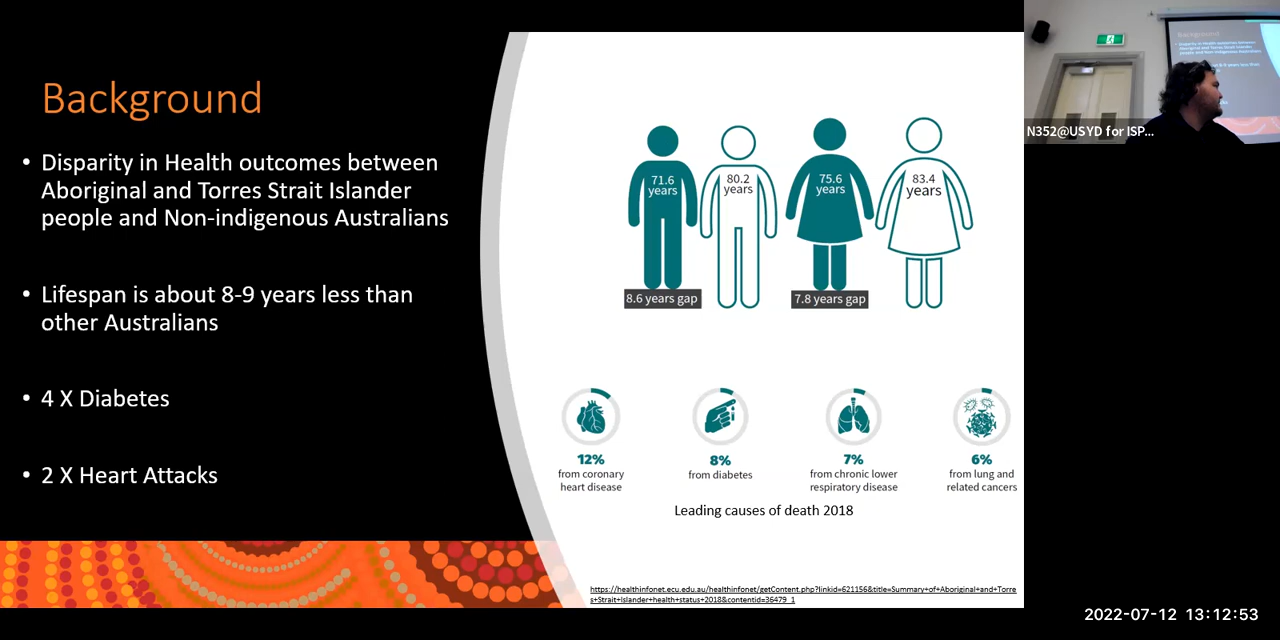 Background
• Disparity in Health outcomes between
Aboriginal and Torres Strait Islander
people and Non-indigenous Australians
• Lifespan is about 8-9 years less than
other Australians
• 4 X Diabetes
• 2 X Heart Attacks
71.6
years
80.2
years
75.6
years
83.4
years
8.6 years gap
7.8 years gap
12%
from coronary
heart disease
8%
from diabetes
7%
from chronic lower
respiratory disease
6%
from lung and
related cancers
Leading causes of death 2018
https://healthinfonet.ecu.edu.au/healthinfonet/getContent.php?linkid=621156&title=Summary+of+Aboriginal+and+Torre
s+Strait+Islander+health+status+2018&contentid=36479_1
Background
N352@USYD for ISP...
2022-07-12 13:12:53